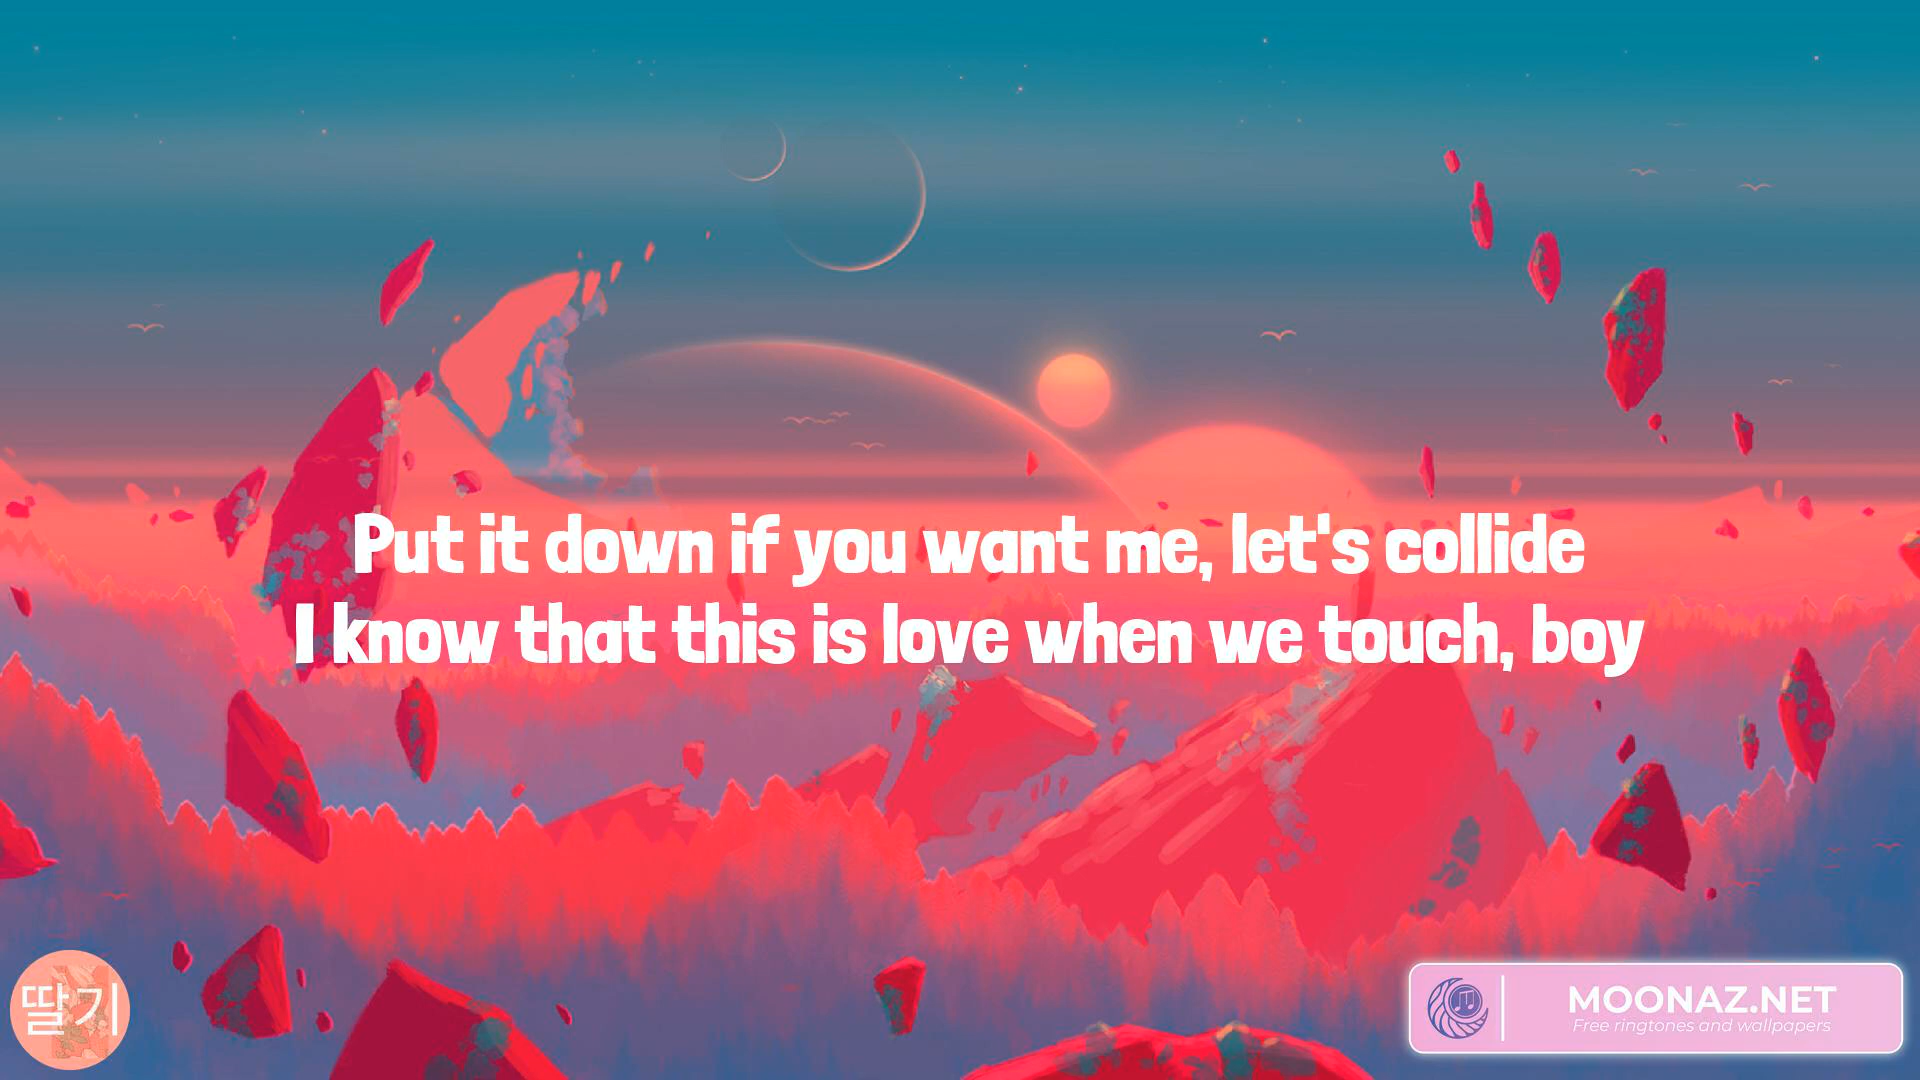 Put it down if you want me, let's collide
I know that this is love when we touch, boy
딸기
MOONAZ.NET
Free ringtones and wallpapers